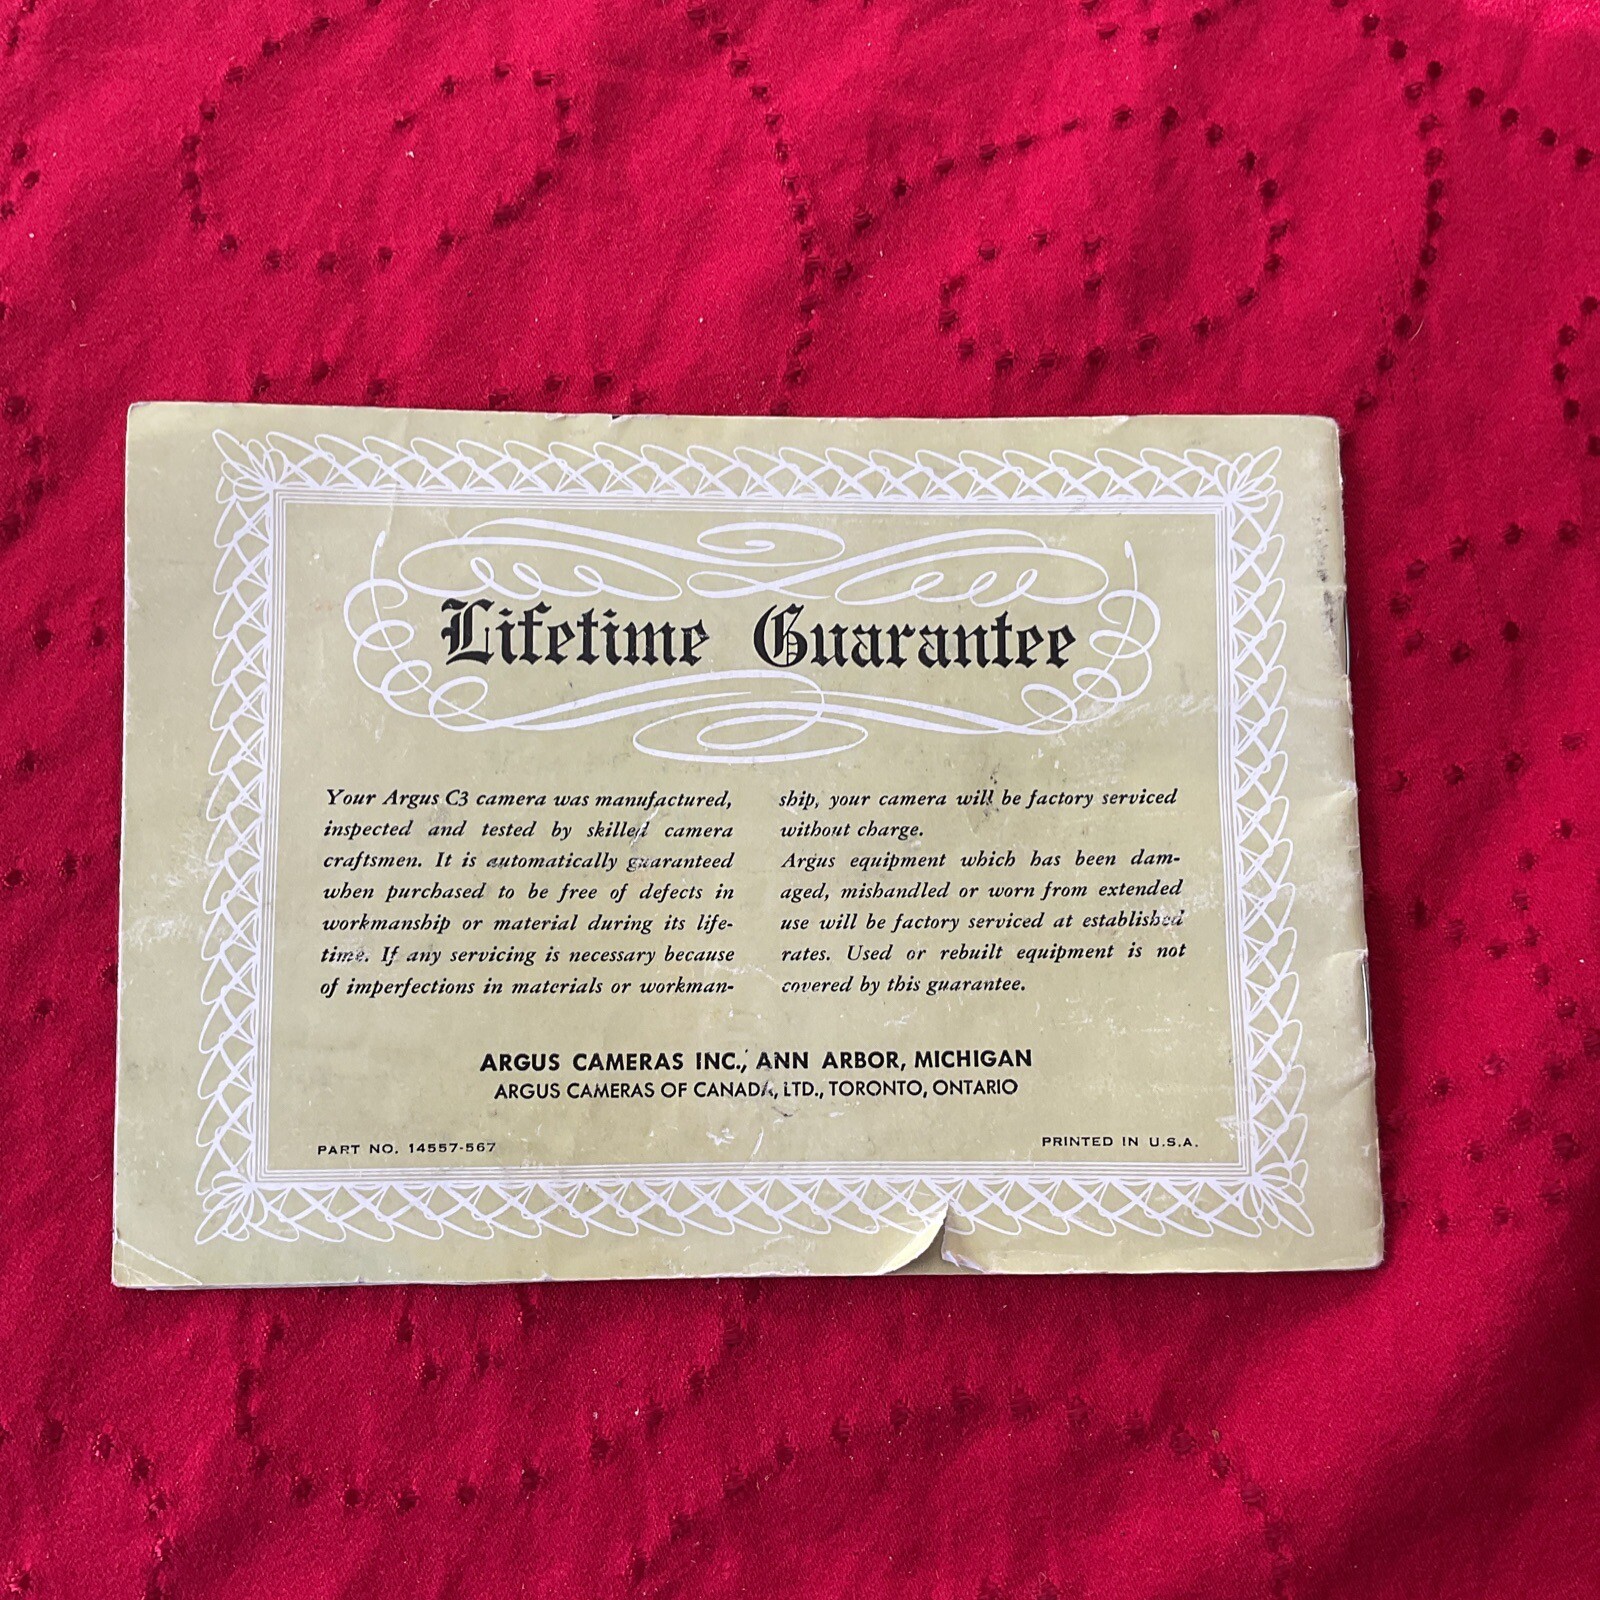 Lifetime Guarantee
Your Argus C3 camera was manufactured,
inspected and tested by skilled camera
craftsmen. It is automatically guaranteed
when purchased to be free of defects in
workmanship or material during its life-
time. If any servicing is necessary because
of imperfections in materials or workman-
ship, your camera will be factory serviced
without charge.
Argus equipment which has been dam-
aged, mishandled or worn from extended
use will be factory serviced at established
rates. Used or rebuilt equipment is not
covered by this guarantee.
ARGUS CAMERAS INC., ANN ARBOR, MICHIGAN
ARGUS CAMERAS OF CANADA, LTD., TORONTO, ONTARIO
PART NO. 14557-567
PRINTED IN U.S.A.